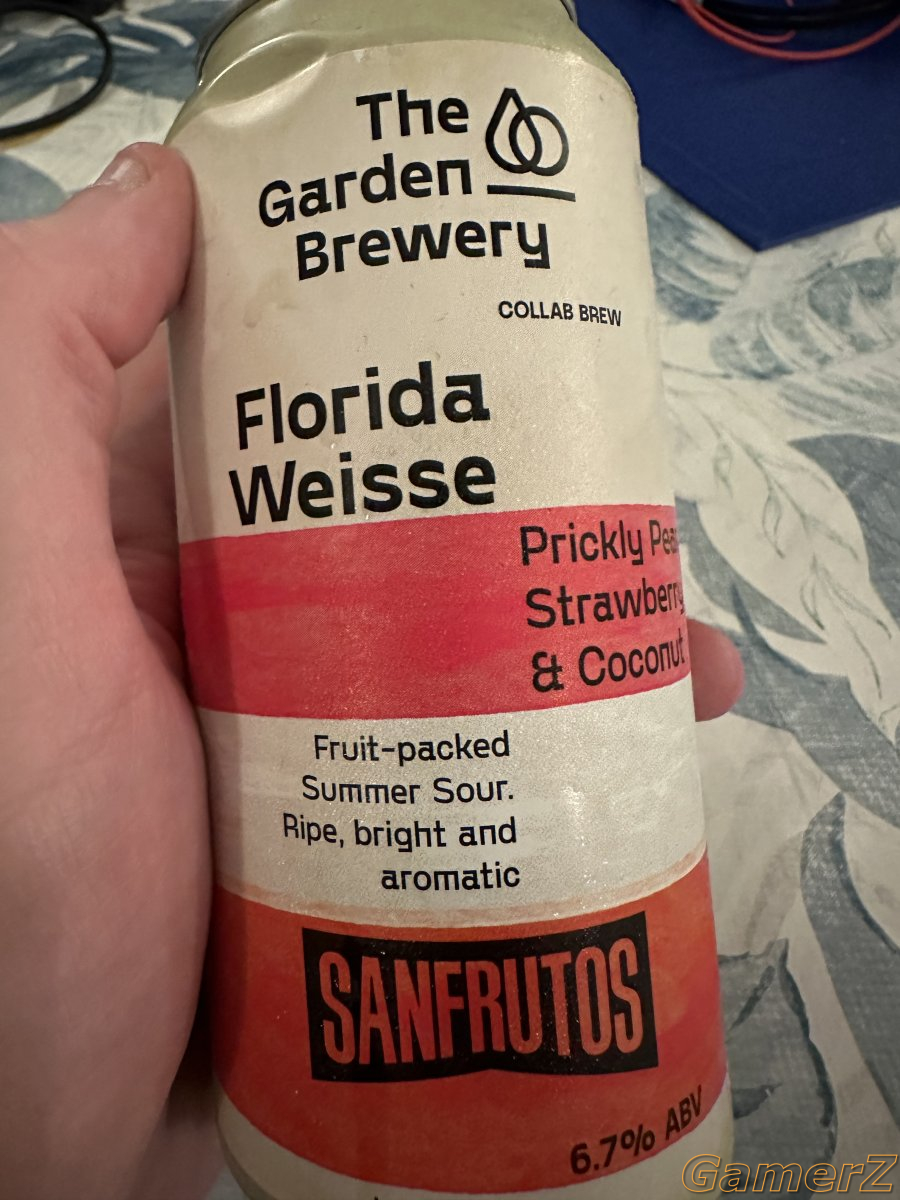 The
Garden
Brewery
COLLAB BREW
Florida
Weisse
Prickly
Strawberry
& Coconut
Fruit-packed
Summer Sour.
Ripe, bright and
aromatic
SANFRUTOS
6.7% ABV
GamerZ